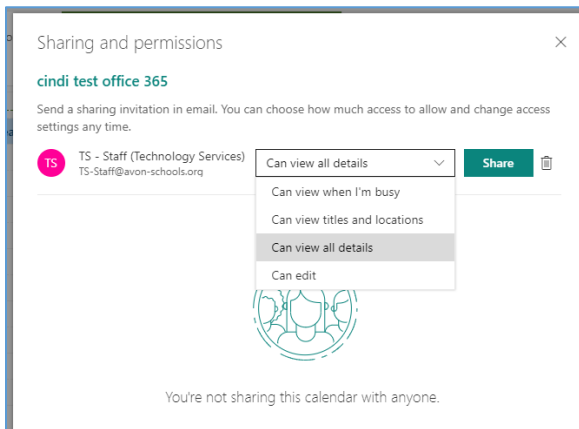 Sharing and permissions
cindi test office 365
Send a sharing invitation in email. You can choose how much access to allow and change access
settings any time.
TS
TS - Staff (Technology Services)
TS-Staff@avon-schools.org
Can view all details
Share
Can view when I'm busy
Can view titles and locations
Can view all details
Can edit
You're not sharing this calendar with anyone.